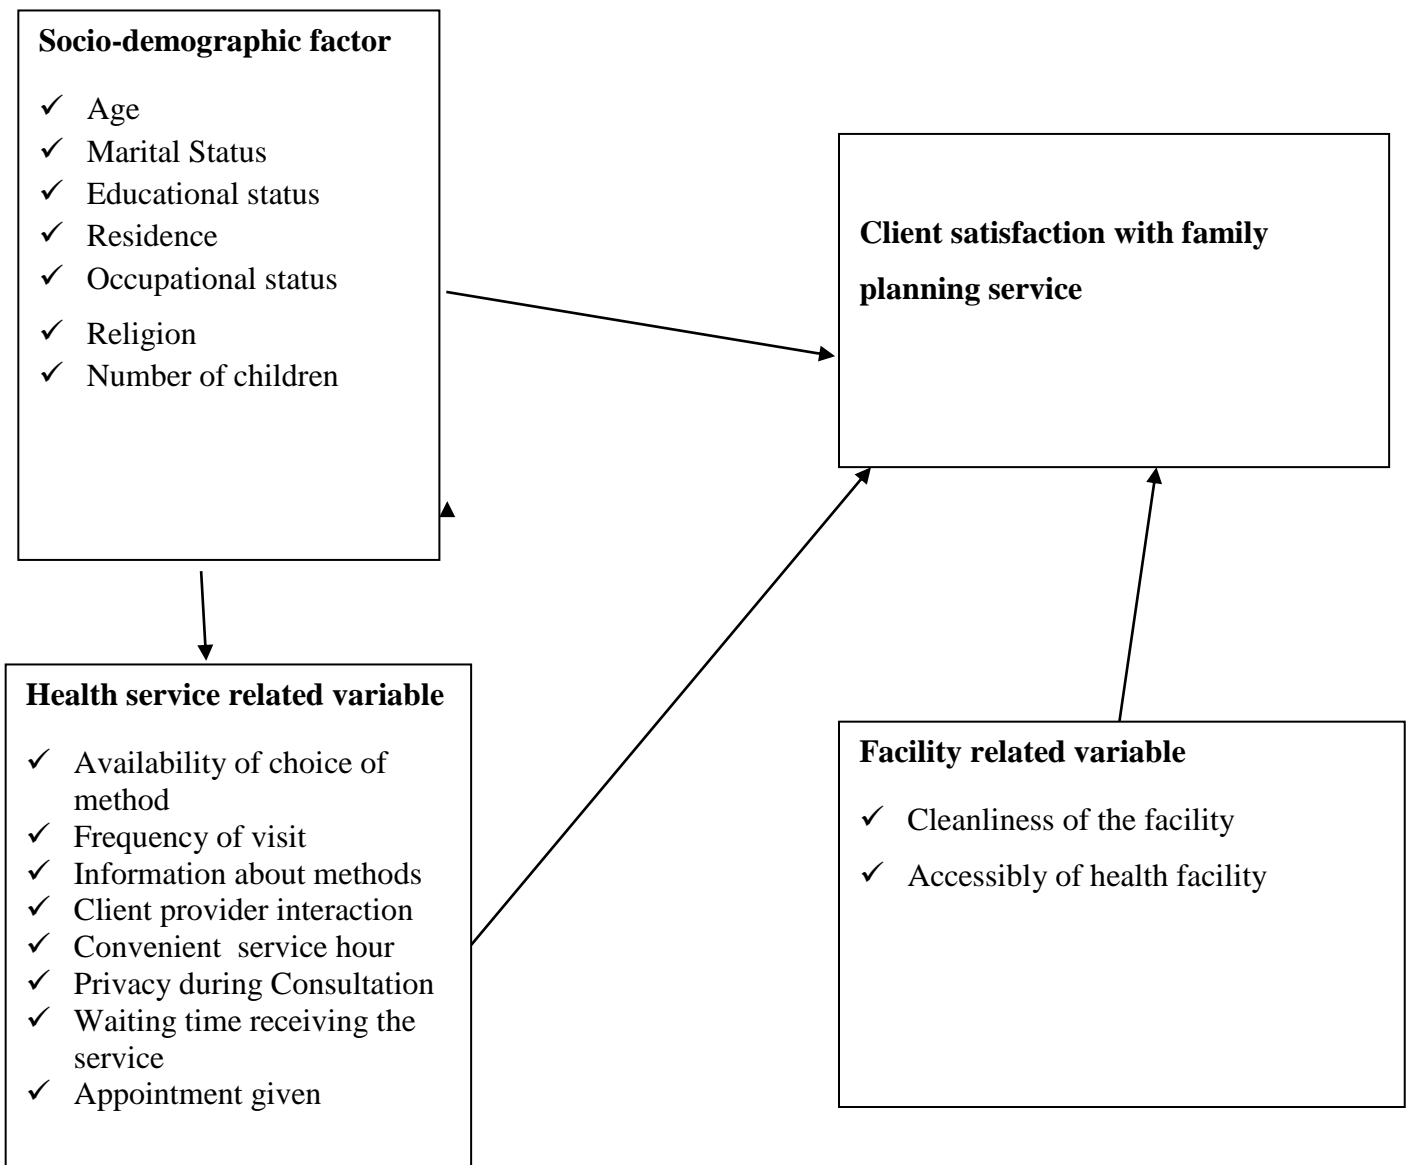 Socio-demographic factor
✓ Age
✓ Marital Status
✓ Educational status
✓ Residence
✓ Occupational status
✓ Religion
✓ Number of children
Client satisfaction with family
planning service
Health service related variable
✓ Availability of choice of
method
✓ Frequency of visit
✓ Information about methods
✓ Client provider interaction
✓ Convenient  service hour
✓ Privacy during Consultation
✓ Waiting time receiving the
service
✓ Appointment given
Facility related variable
✓ Cleanliness of the facility
✓ Accessibly of health facility